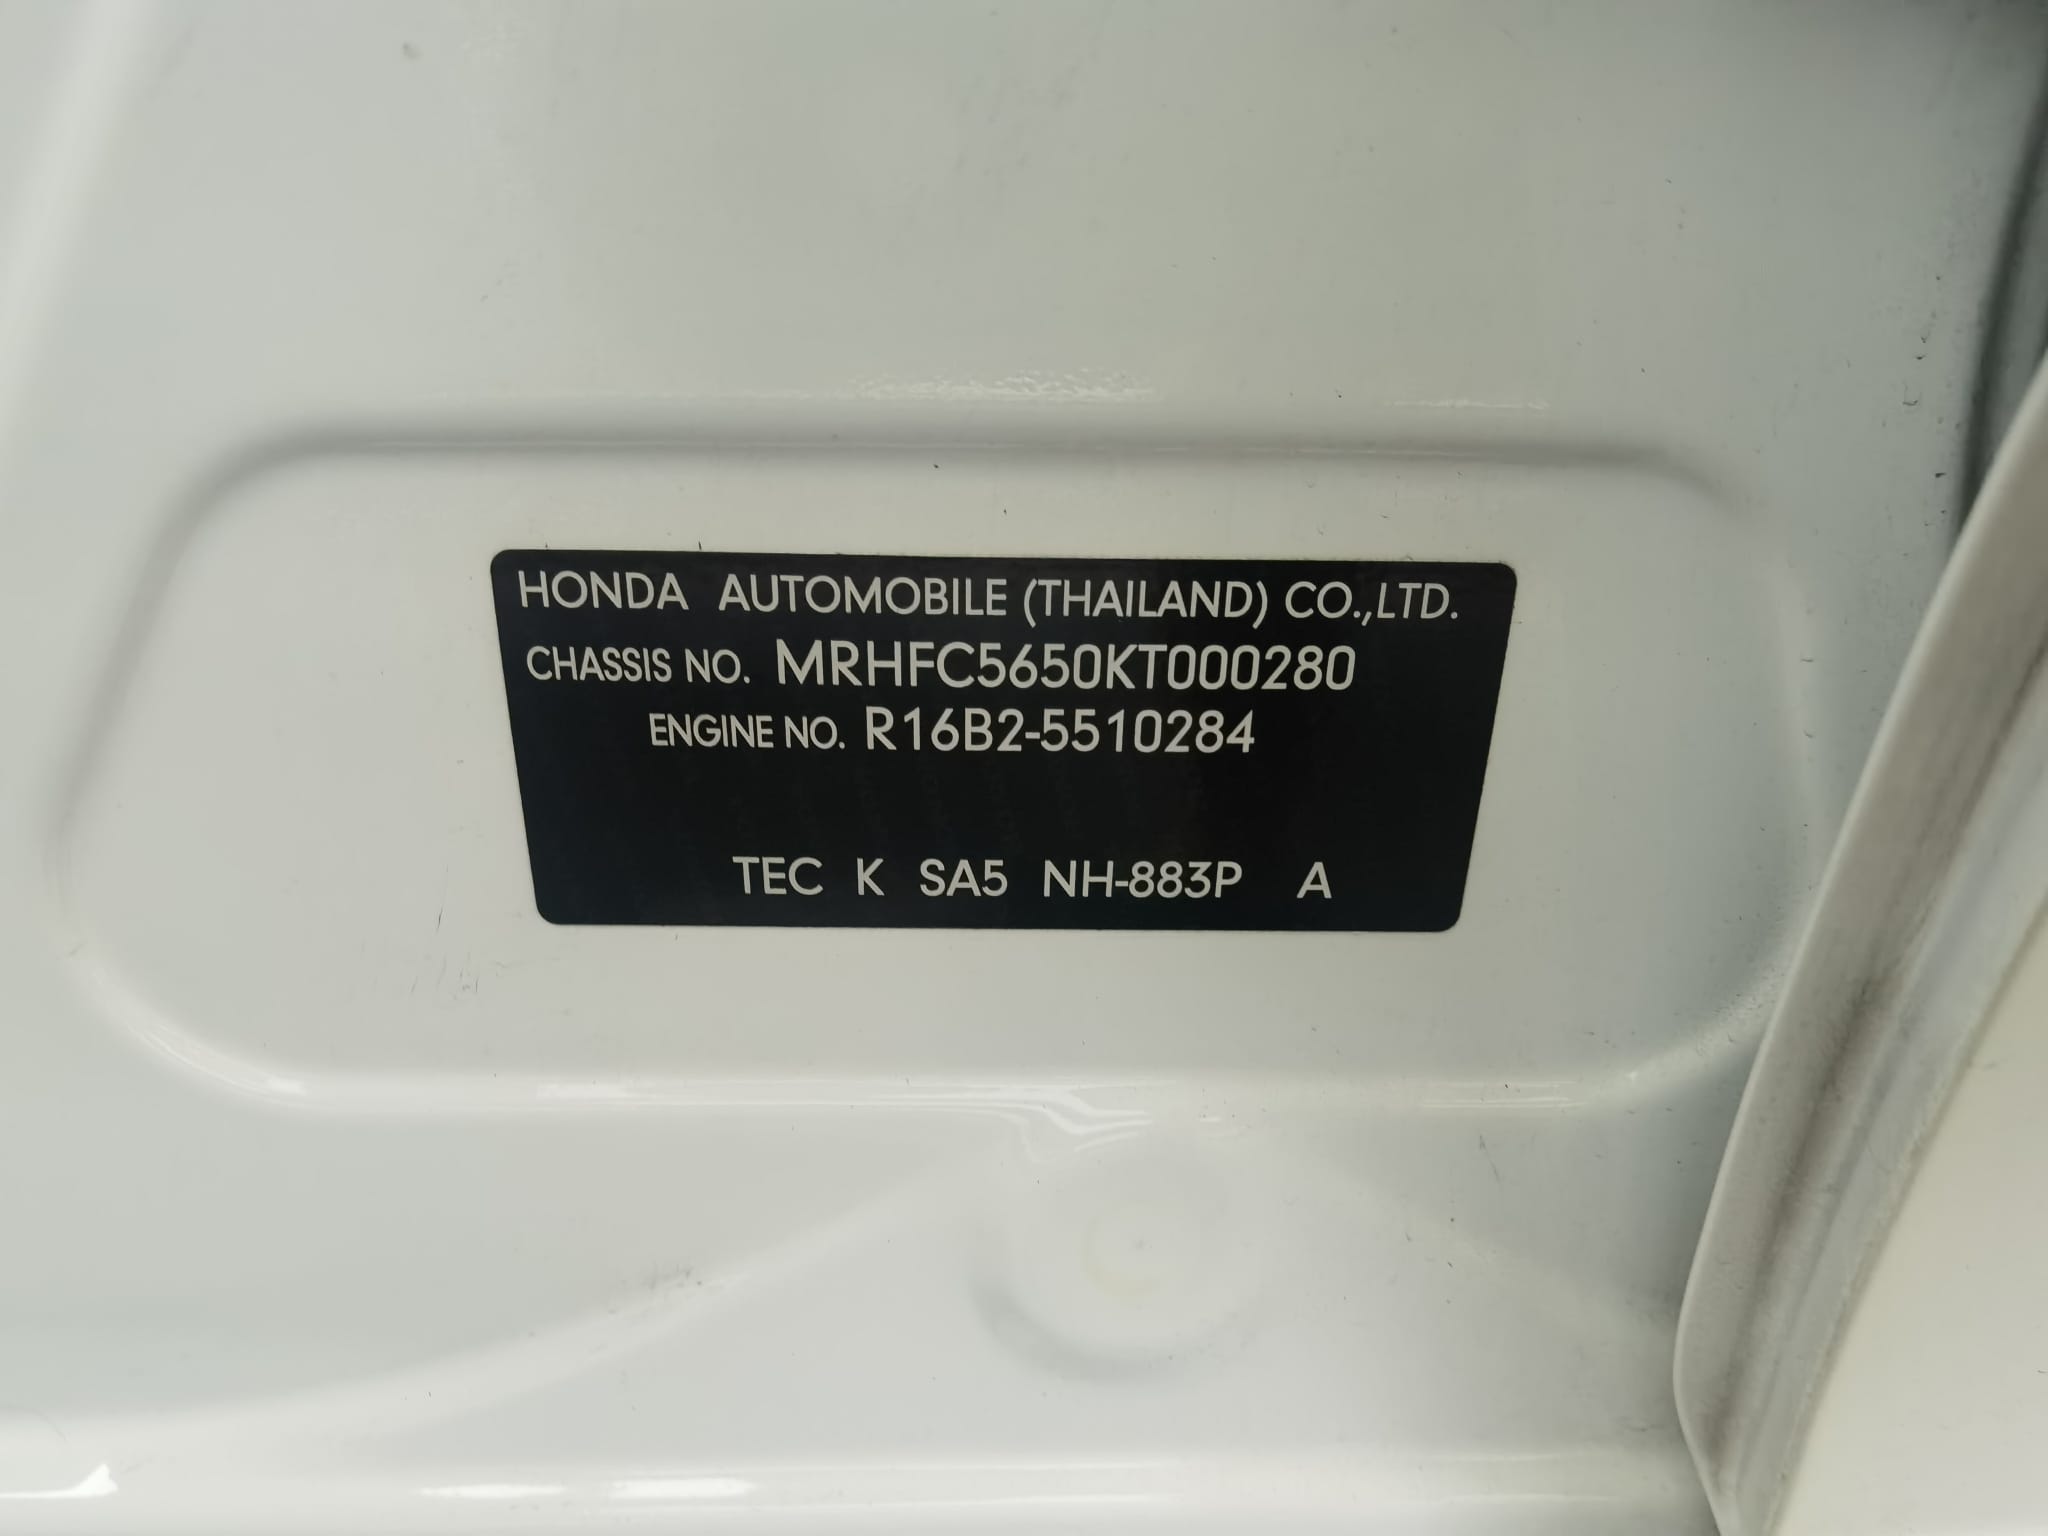 HONDA AUTOMOBILE (THAILAND) CO.,LTD.
CHASSIS NO. MRHFC5650KT000280
ENGINE NO. R16B2-5510284
TEC K SA5 NH-883P A